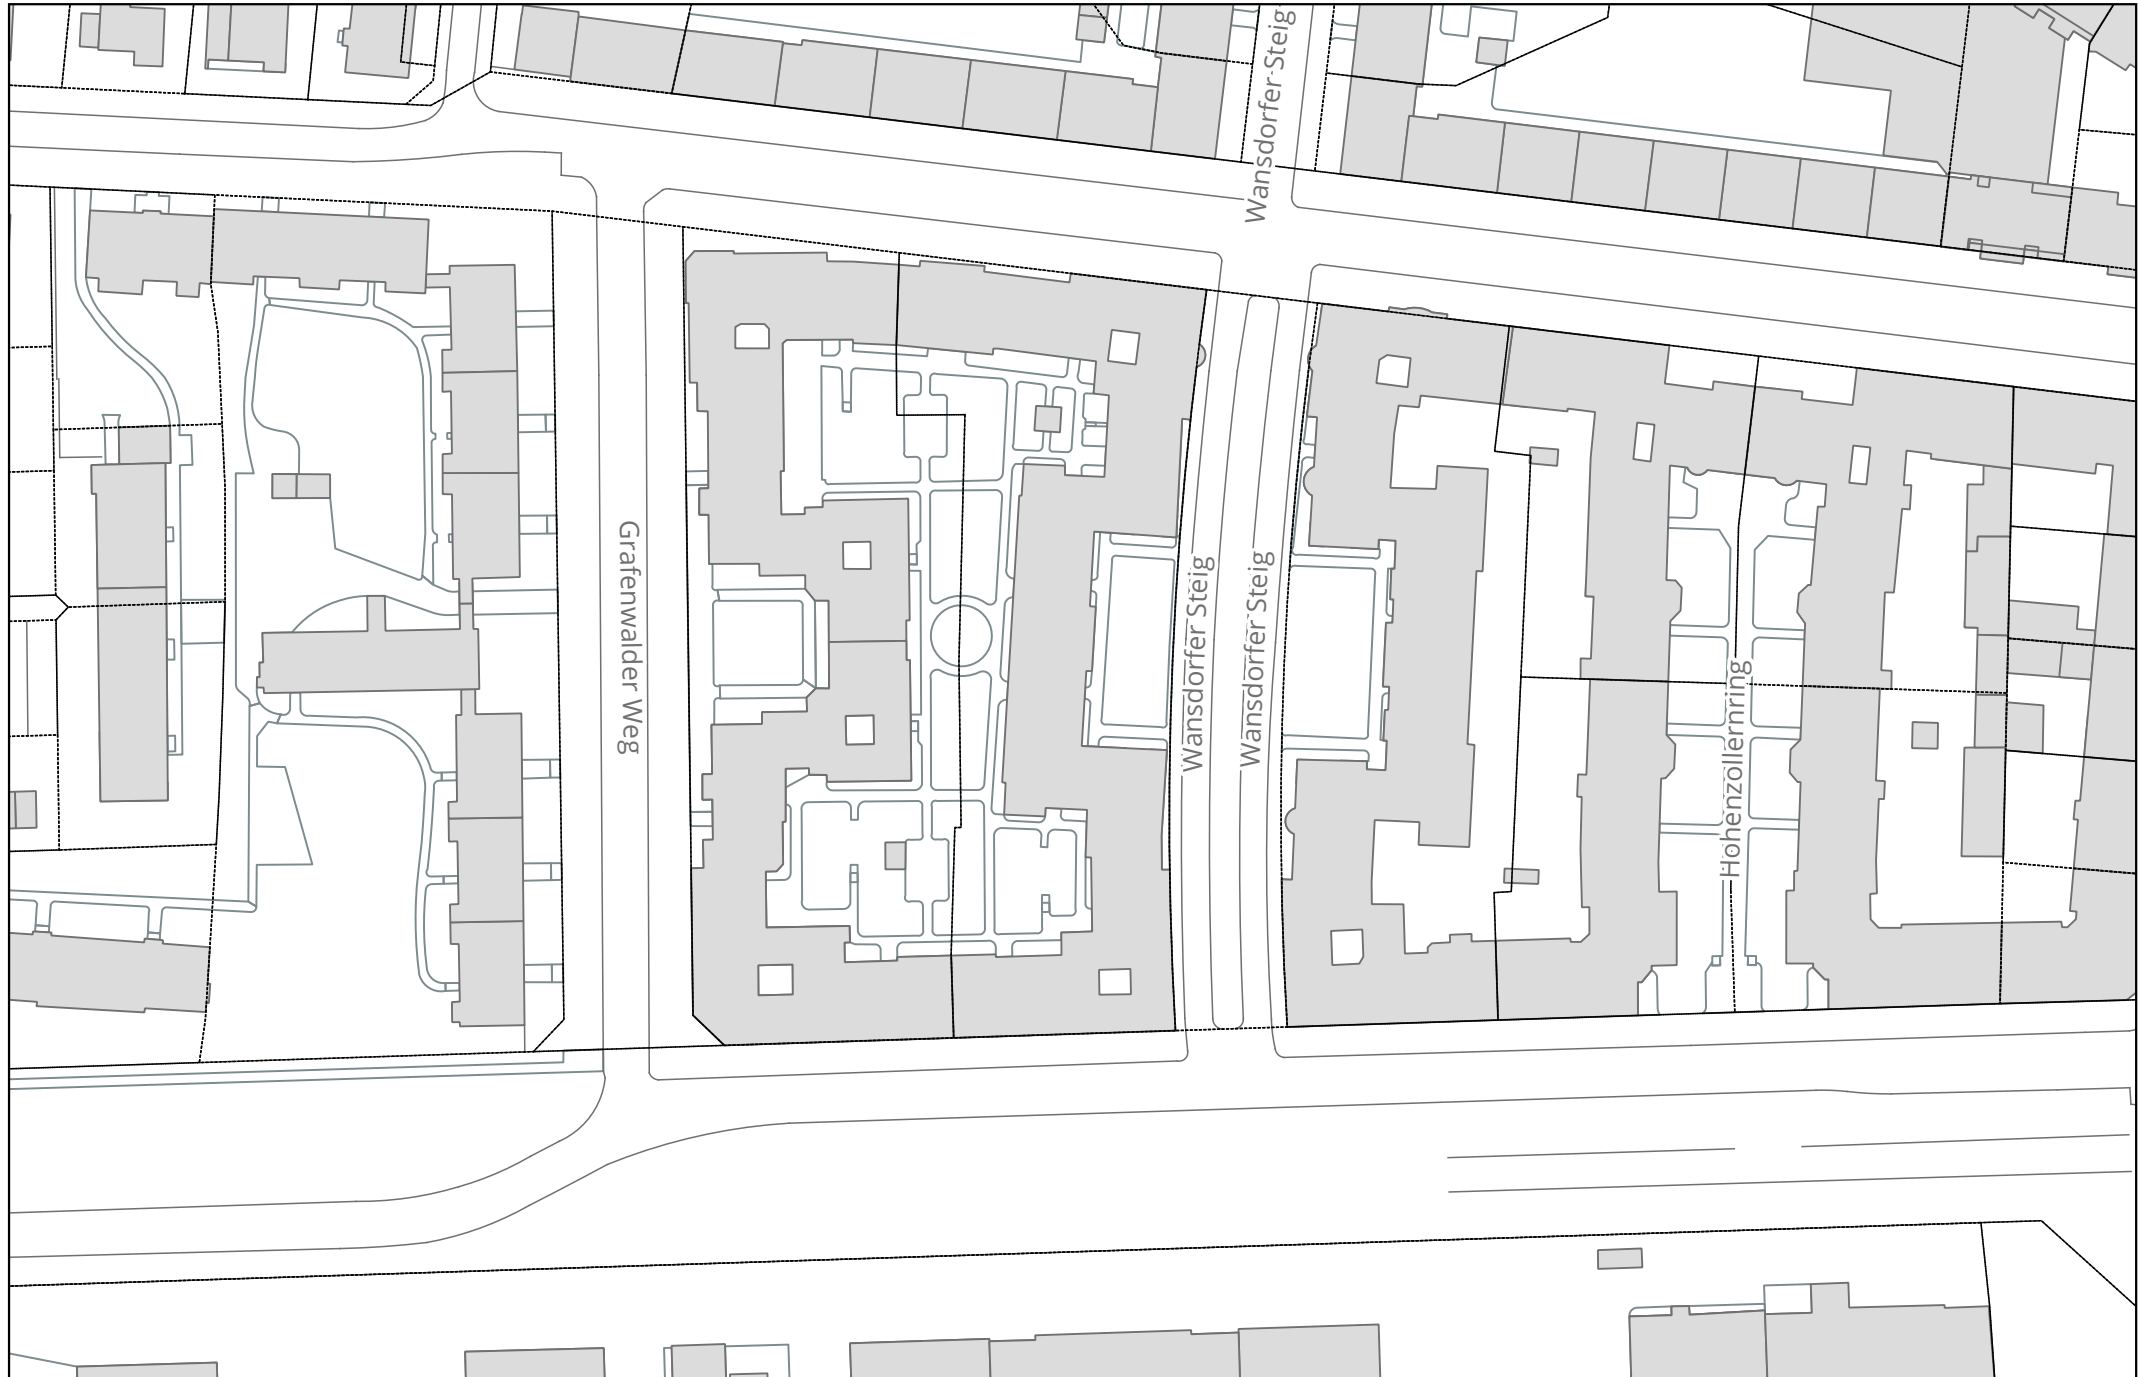 Wansdorfer-Steig
Grafenwalder Weg
Wansdorfer Steig
Wansdorfer Steig
Hohenzollernring